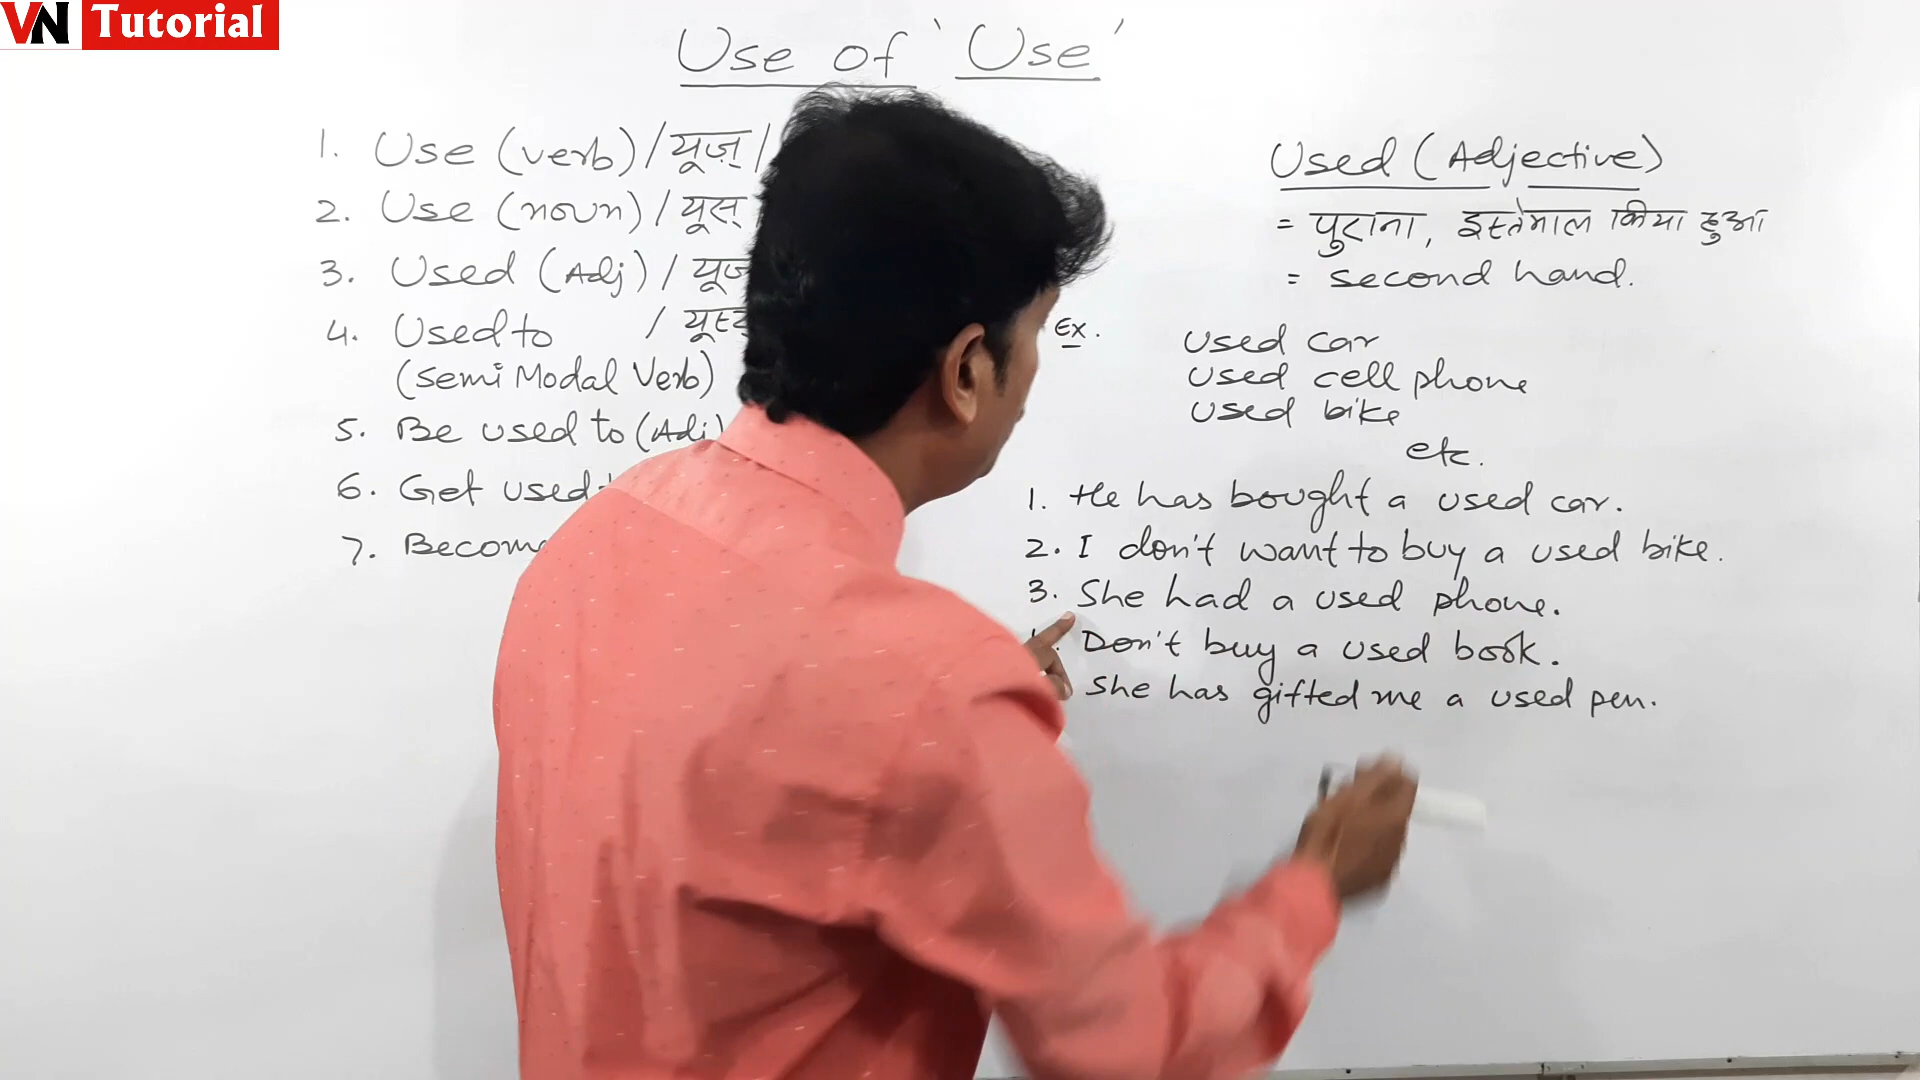 VN Tutorial
Use of 'Use'
1. Use (verb) / यूज़् /
2. Use (noun) / यूस्
3. Used (Adj) /
4. Used to /
(Semi Modal Verb)
5. Be used to (Adj)
6. Get used
7.
Used (Adjective)
= पुराना, इस्तेमाल किया हुआ
= second hand.
Ex.
used car
used cell phone
used bike
etc.
1. He has bought a used car.
2. I don't want to buy a used bike.
3. She had a used phone.
Don't buy a used book.
She has gifted me a used pen.